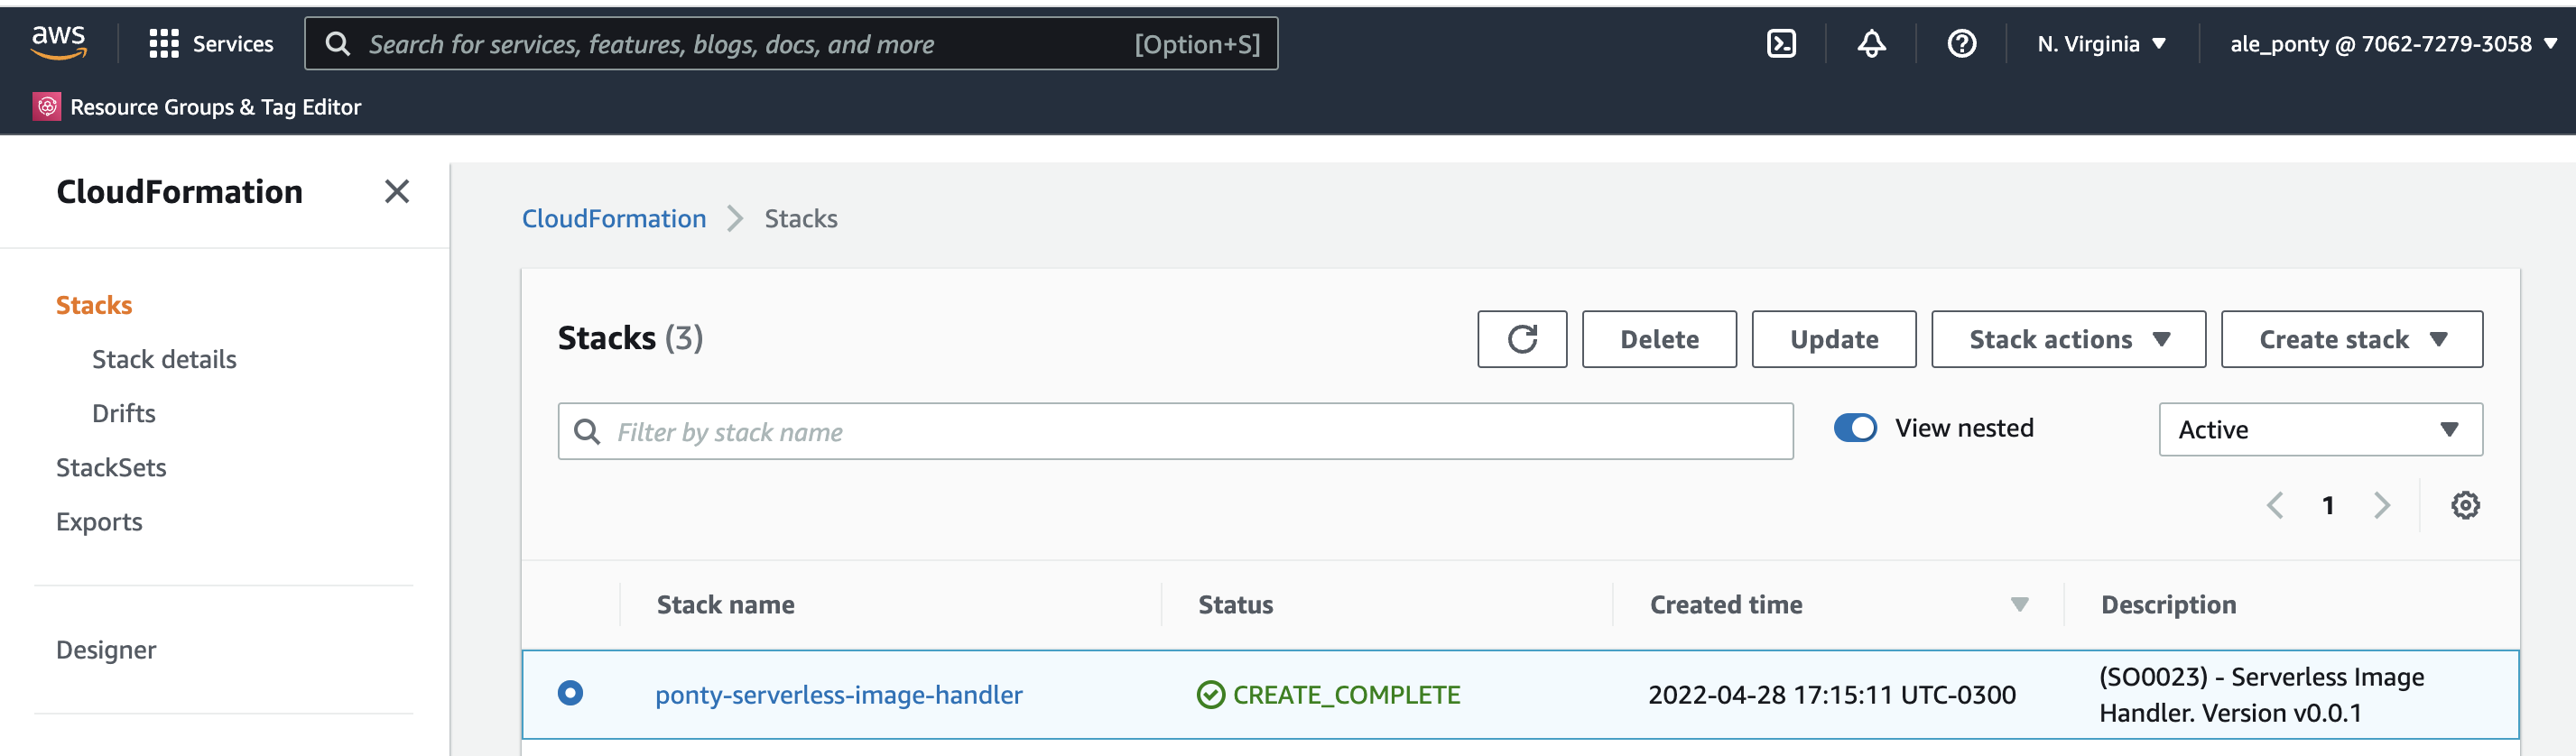 aws
Services
Search for services, features, blogs, docs, and more
[Option+S]
N. Virginia
ale_ponty @ 7062-7279-3058
Resource Groups & Tag Editor
CloudFormation
Stacks
Stack details
Drifts
StackSets
Exports
Designer
CloudFormation
Stacks
Stacks (3)
Delete
Update
Stack actions
Create stack
Filter by stack name
View nested
Active
1
Stack name
Status
Created time
Description
ponty-serverless-image-handler
CREATE_COMPLETE
2022-04-28 17:15:11 UTC-0300
(SO0023) - Serverless Image
Handler. Version v0.0.1